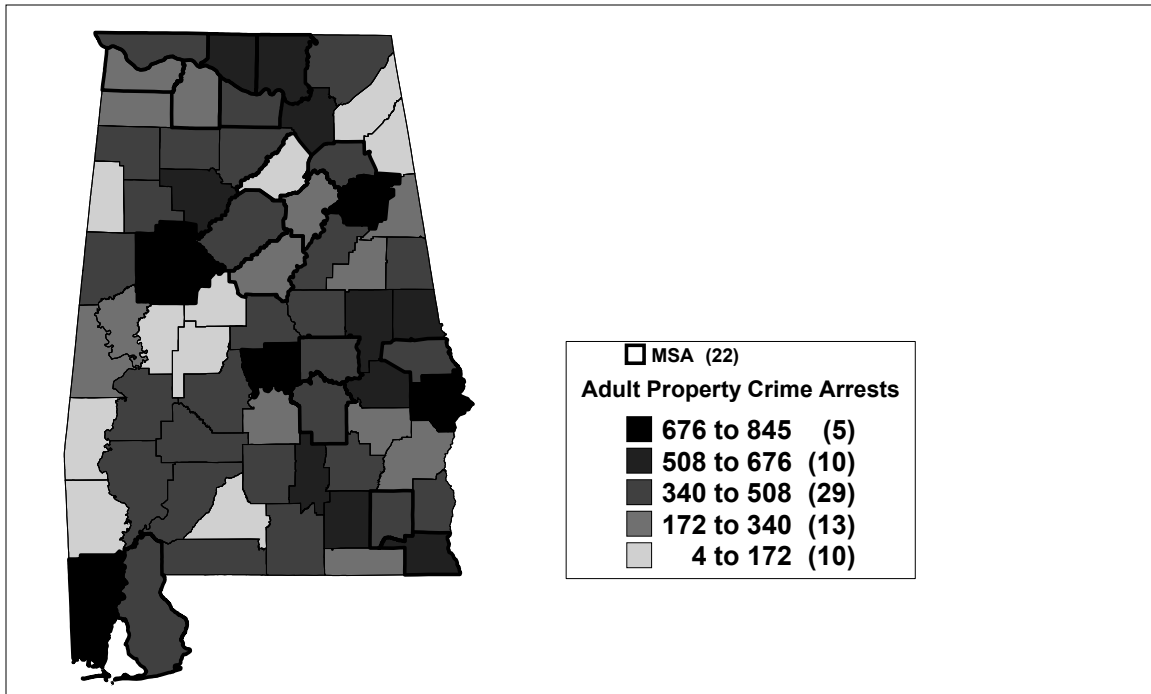 MSA (22)
Adult Property Crime Arrests
676 to 845 (5)
508 to 676 (10)
340 to 508 (29)
172 to 340 (13)
4 to 172 (10)